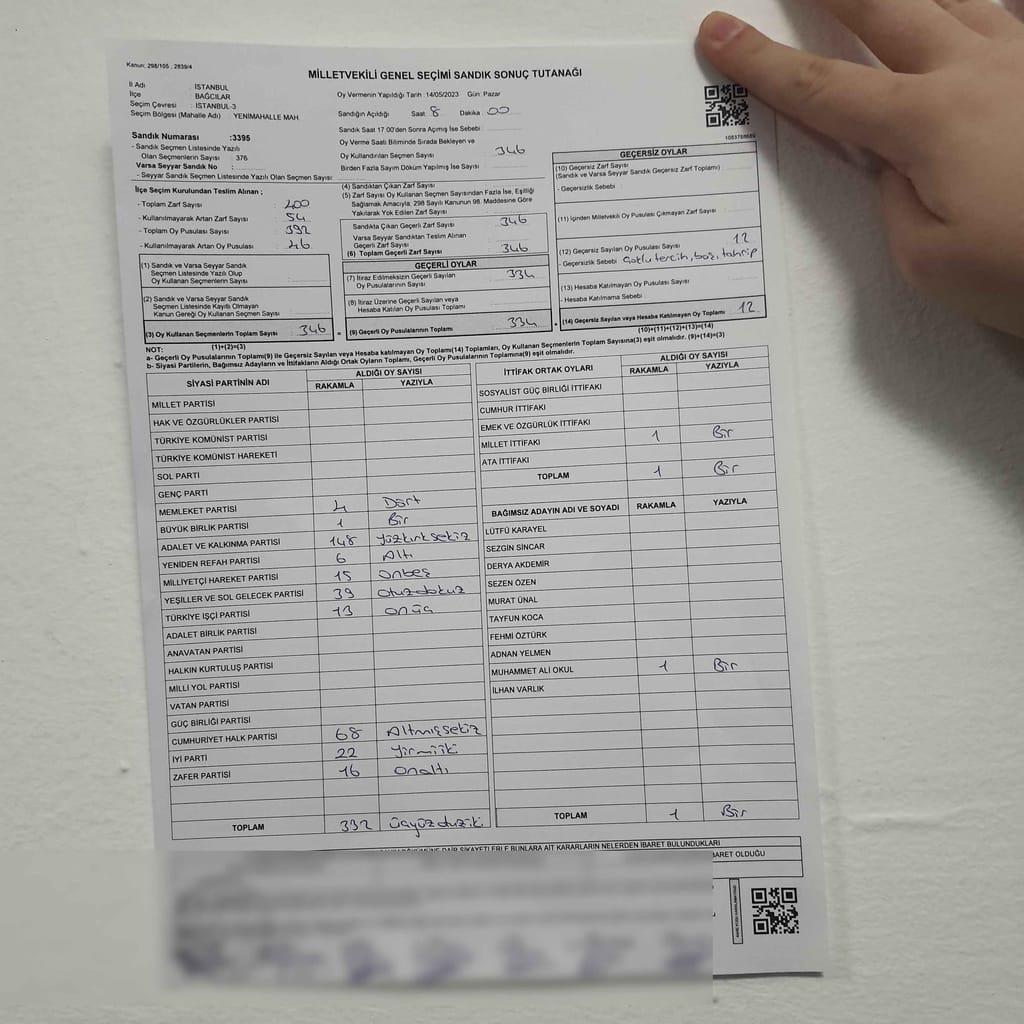 Kanun: 298/105 , 2839/4
MİLLETVEKİLİ GENEL SEÇİMİ SANDIK SONUÇ TUTANAĞI
İl Adı : İSTANBUL
İlçe : BAĞCILAR
Seçim Çevresi : İSTANBUL-3
Seçim Bölgesi (Mahalle Adı) : YENİMAHALLE MAH.
Oy Vermenin Yapıldığı Tarih : 14/05/2023 Gün: Pazar
Sandığın Açıldığı Saat 8 Dakika 00
Sandık Saat 17.00'den Sonra Açılmış İse Sebebi
Oy Verme Saati Bitiminde Sırada Bekleyen ve
Oy Kullandırılan Seçmen Sayısı 346
Birden Fazla Sayım Döküm Yapılmış İse Sayısı
1083788689
Sandık Numarası :3395
- Sandık Seçmen Listesinde Yazılı
Olan Seçmenlerin Sayısı : 376
Varsa Seyyar Sandık No :
- Seyyar Sandık Seçmen Listesinde Yazılı Olan Seçmen Sayısı:
İlçe Seçim Kurulundan Teslim Alınan ;
- Toplam Zarf Sayısı : 400
- Kullanılmayarak Artan Zarf Sayısı : 54
- Toplam Oy Pusulası : 392
- Kullanılmayarak Artan Oy Pusulası : 46
(1) Sandık ve Varsa Seyyar Sandık
Seçmen Listesinde Yazılı Olup
Oy Kullanan Seçmenlerin Sayısı :
(2) Sandık ve Varsa Seyyar Sandık
Seçmen Listesinde Kayıtlı Olmayan
Kanun Gereği Oy Kullanan Seçmen Sayısı :
(3) Oy Kullanan Seçmenlerin Toplam Sayısı : 346
(1)+(2)=(3)
(4) Sandıktan Çıkan Zarf Sayısı
(5) Zarf Sayısı Oy Kullanan Seçmen Sayısından Fazla İse, Eşitliği
Sağlamak Amacıyla; 298 Sayılı Kanunun 98. Maddesine Göre
Yakılarak Yok Edilen Zarf Sayısı
Sandıkta Çıkan Geçerli Zarf Sayısı 346
Varsa Seyyar Sandıktan Teslim Alınan
Geçerli Zarf Sayısı
(6) Toplam Geçerli Zarf Sayısı 346
GEÇERLİ OYLAR
(7) İtiraz Edilmeksizin Geçerli Sayılan 334
Oy Pusulasının Sayısı
(8) İtiraz Üzerine Geçerli Sayılan veya
Hesaba Katılan Oy Pusulası Toplamı
(9) Geçerli Oy Pusulalarının Toplamı 334
GEÇERSİZ OYLAR
(10) Geçersiz Zarf Sayısı
(Sandık ve Varsa Seyyar Sandık Geçersiz Zarf Toplamı)
- Geçersizlik Sebebi :
(11) İçinden Milletvekili Oy Pusulası Çıkmayan Zarf Sayısı
(12) Geçersiz Sayılan Oy Pusulası Sayısı 12
- Geçersizlik Sebebi Çoklu tercih, boş, tahrip
(13) Hesaba Katılmayan Oy Pusulası Sayısı
- Hesaba Katılmama Sebebi
(14) Geçersiz Sayılan veya Hesaba Katılmayan Oy Toplamı 12
(10)+(11)+(12)+(13)=(14)
NOT:
a- Geçerli Oy Pusulalarının Toplamı(9) ile Geçersiz Sayılan veya Hesaba katılmayan Oy Toplamı(14) Toplamları, Oy Kullanan Seçmenlerin Toplam Sayısına(3) eşit olmalıdır. (9)+(14)=(3)
b- Siyasi Partilerin, Bağımsız Adayların ve İttifakların Aldığı Ortak Oyların Toplamı, Geçerli Oy Pusulalarının Toplamına(9) eşit olmalıdır.
SİYASİ PARTİNİN ADI ALDIĞI OY SAYISI
RAKAMLA YAZIYLA
MİLLET PARTİSİ
HAK VE ÖZGÜRLÜKLER PARTİSİ
TÜRKİYE KOMÜNİST PARTİSİ
TÜRKİYE KOMÜNİST HAREKETİ
SOL PARTİ
GENÇ PARTİ
MEMLEKET PARTİSİ 4 Dört
BÜYÜK BİRLİK PARTİSİ 1 Bir
ADALET VE KALKINMA PARTİSİ 148 yüzkırksekiz
YENİDEN REFAH PARTİSİ 6 Altı
MİLLİYETÇİ HAREKET PARTİSİ 15 onbeş
YEŞİLLER VE SOL GELECEK PARTİSİ 39 otuzdokuz
TÜRKİYE İŞÇİ PARTİSİ 13 onüç
ADALET BİRLİK PARTİSİ
ANAVATAN PARTİSİ
HALKIN KURTULUŞ PARTİSİ
MİLLİ YOL PARTİSİ
VATAN PARTİSİ
GÜÇ BİRLİĞİ PARTİSİ
CUMHURİYET HALK PARTİSİ 68 Altmışsekiz
İYİ PARTİ 22 Yirmiiki
ZAFER PARTİSİ 16 onaltı
TOPLAM 332
İTTİFAK ORTAK OYLARI ALDIĞI OY SAYISI
RAKAMLA YAZIYLA
SOSYALİST GÜÇ BİRLİĞİ İTTİFAKI
CUMHUR İTTİFAKI
EMEK VE ÖZGÜRLÜK İTTİFAKI
MİLLET İTTİFAKI 1 Bir
ATA İTTİFAKI
TOPLAM 1 Bir
BAĞIMSIZ ADAYIN ADI VE SOYADI RAKAMLA YAZIYLA
LÜTFÜ KARAYEL
SEZGİN SİNCAR
DERYA AKDEMİR
SEZEN ÖZEN
MURAT ÜNAL
TAYFUN KOCA
FEHMİ ÖZTÜRK
ADNAN YELMEN
MUHAMMET ALİ OKUL 1 Bir
İLHAN VARLIK
TOPLAM 1 Bir
DAİR ŞİKAYETLERLE BUNLARA AİT KARARLARIN NELERDEN İBARET BULUNDUKLARI
İBARET OLDUĞU